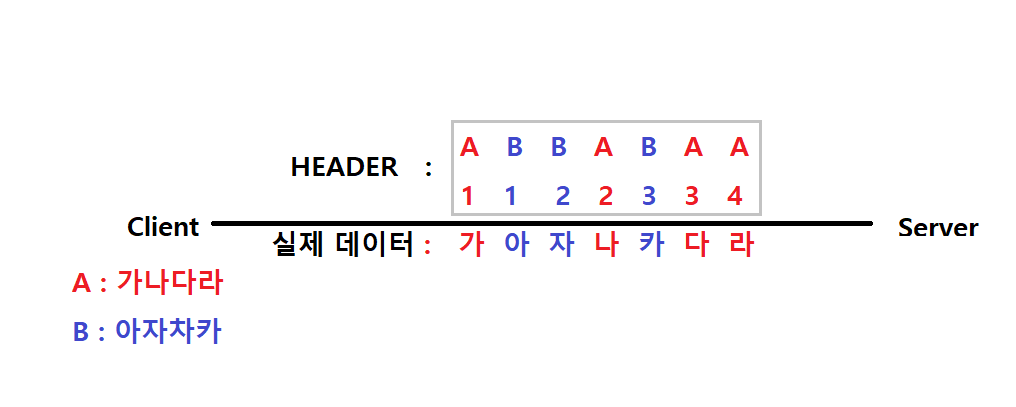 A B B A B A A
HEADER :
1 1 2 2 3 3 4
Client
Server
실제 데이터 : 가 아 자 나 카 다 라
A : 가나다라
B : 아자차카